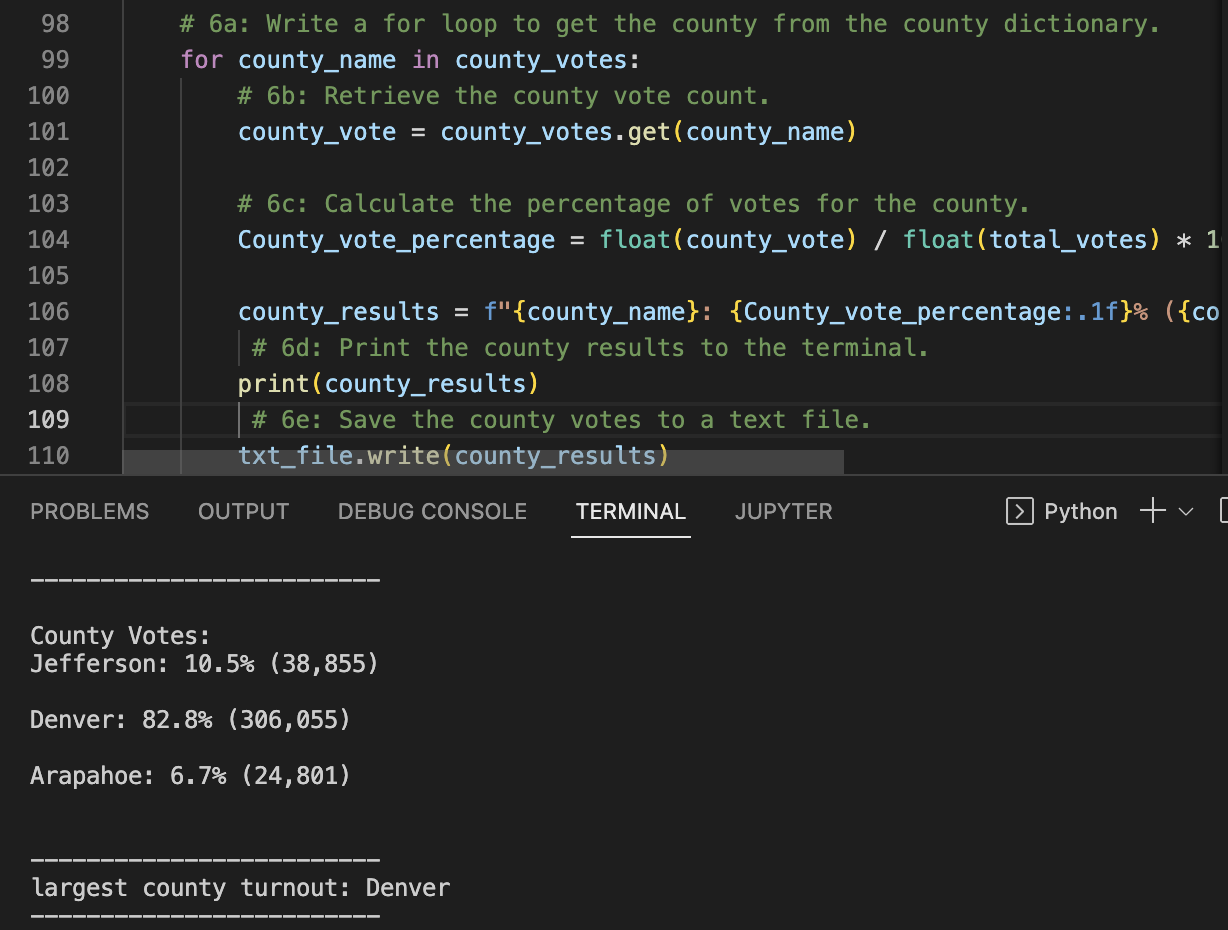 98 # 6a: Write a for loop to get the county from the county dictionary.
99 for county_name in county_votes:
100 # 6b: Retrieve the county vote count.
101 county_vote = county_votes.get(county_name)
102
103 # 6c: Calculate the percentage of votes for the county.
104 County_vote_percentage = float(county_vote) / float(total_votes) * 1
105
106 county_results = f"{county_name}: {County_vote_percentage:.1f}% ({co
107 # 6d: Print the county results to the terminal.
108 print(county_results)
109 # 6e: Save the county votes to a text file.
110 txt_file.write(county_results)
PROBLEMS OUTPUT DEBUG CONSOLE TERMINAL JUPYTER Python
-------------------------
County Votes:
Jefferson: 10.5% (38,855)
Denver: 82.8% (306,055)
Arapahoe: 6.7% (24,801)
-------------------------
largest county turnout: Denver
-------------------------